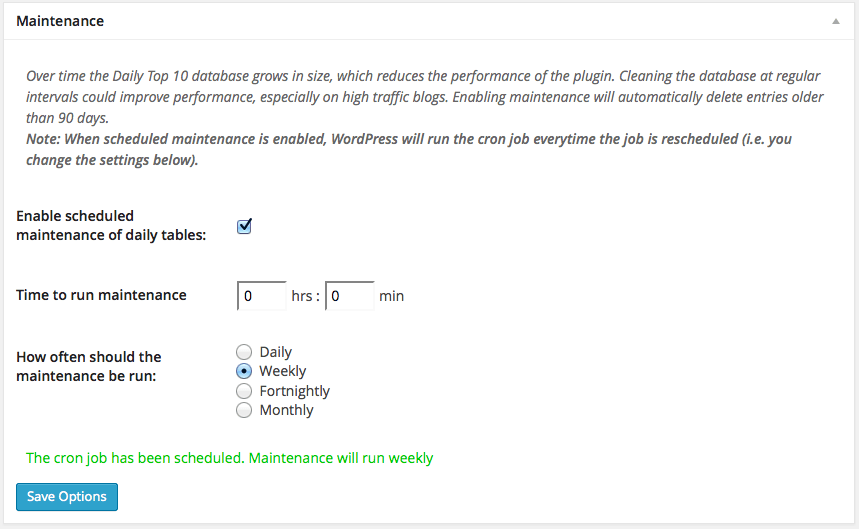 Maintenance
Over time the Daily Top 10 database grows in size, which reduces the performance of the plugin. Cleaning the database at regular
intervals could improve performance, especially on high traffic blogs. Enabling maintenance will automatically delete entries older
than 90 days.
Note: When scheduled maintenance is enabled, WordPress will run the cron job everytime the job is rescheduled (i.e. you
change the settings below).
Enable scheduled
maintenance of daily tables:
Time to run maintenance 0 hrs : 0 min
How often should the
maintenance be run:
Daily
Weekly
Fortnightly
Monthly
The cron job has been scheduled. Maintenance will run weekly
Save Options